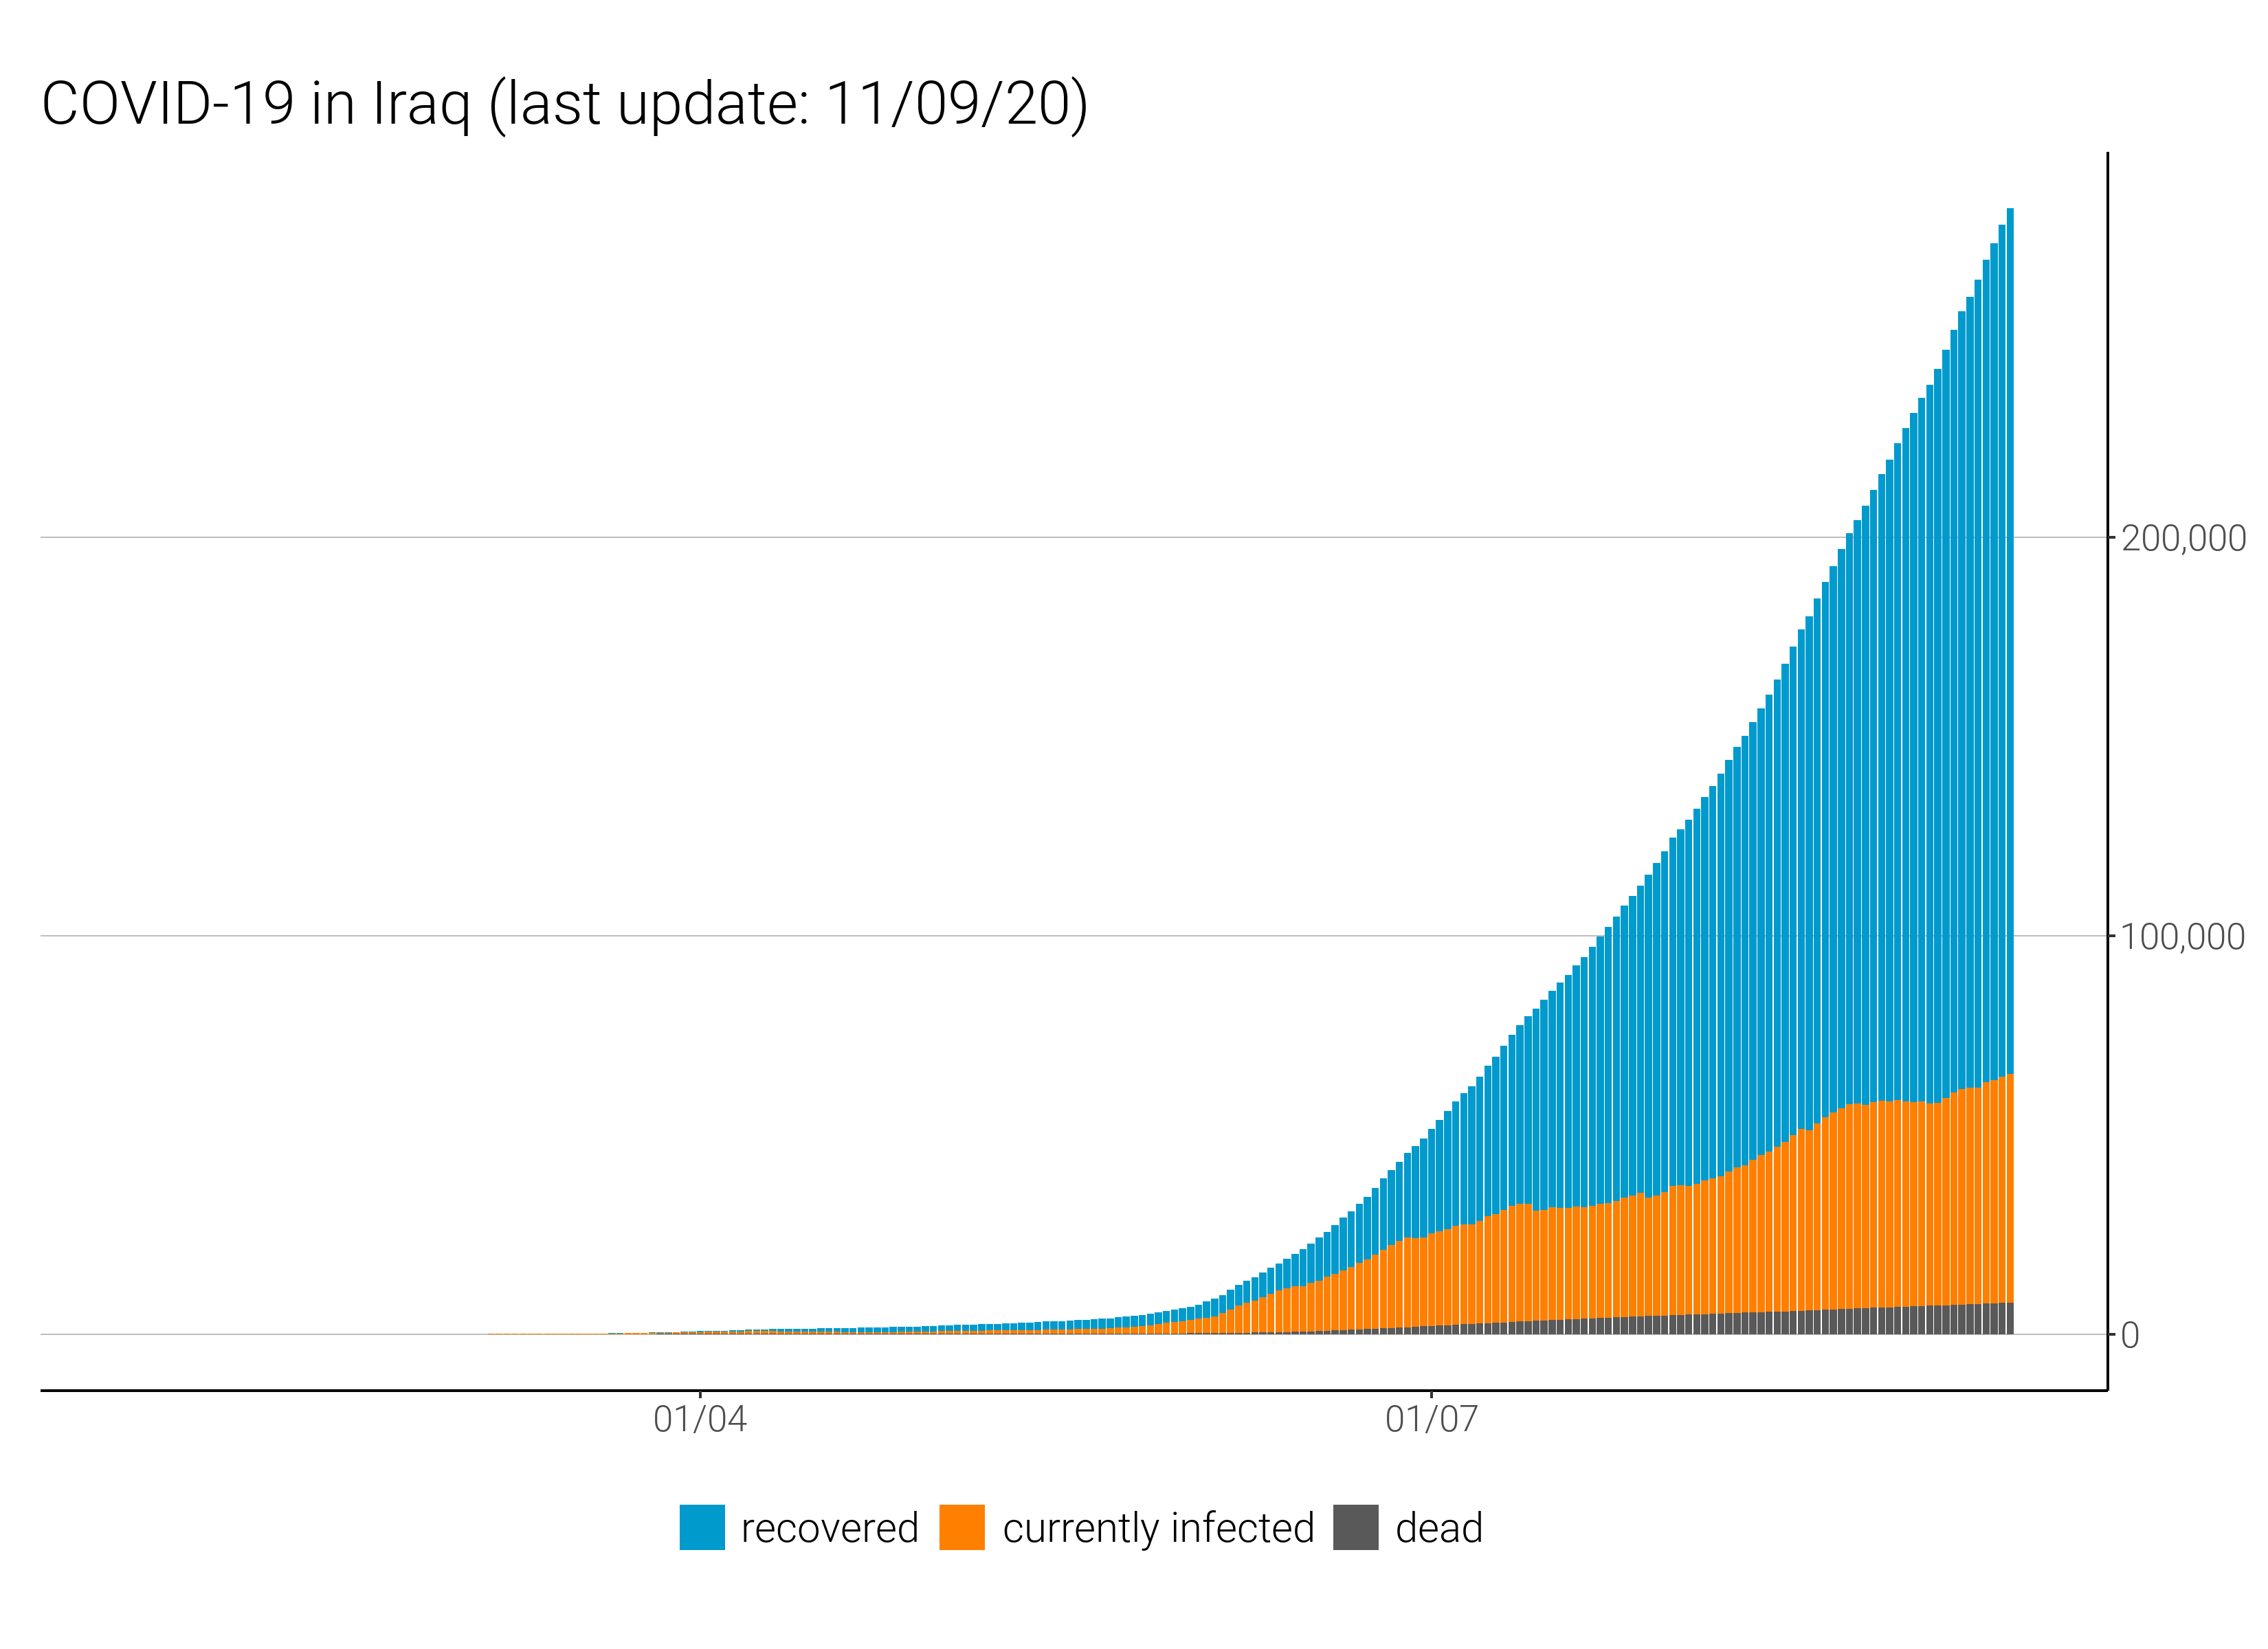 COVID-19 in Iraq (last update: 11/09/20)
200,000
100,000
0
01/04 01/07
recovered currently infected dead